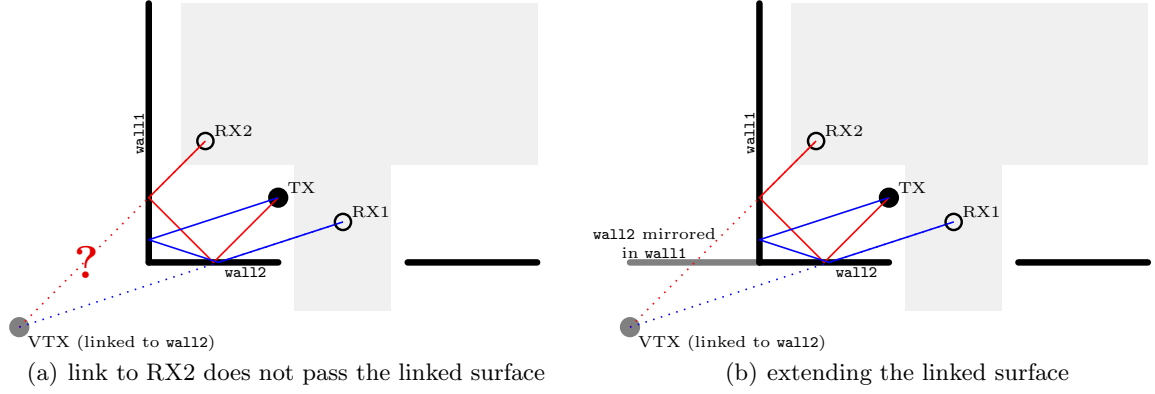 wall1
RX2
TX
RX1
?
wall2
VTX (linked to wall2)
(a) link to RX2 does not pass the linked surface
wall1
RX2
TX
RX1
wall2 mirrored
in wall1
wall2
VTX (linked to wall2)
(b) extending the linked surface